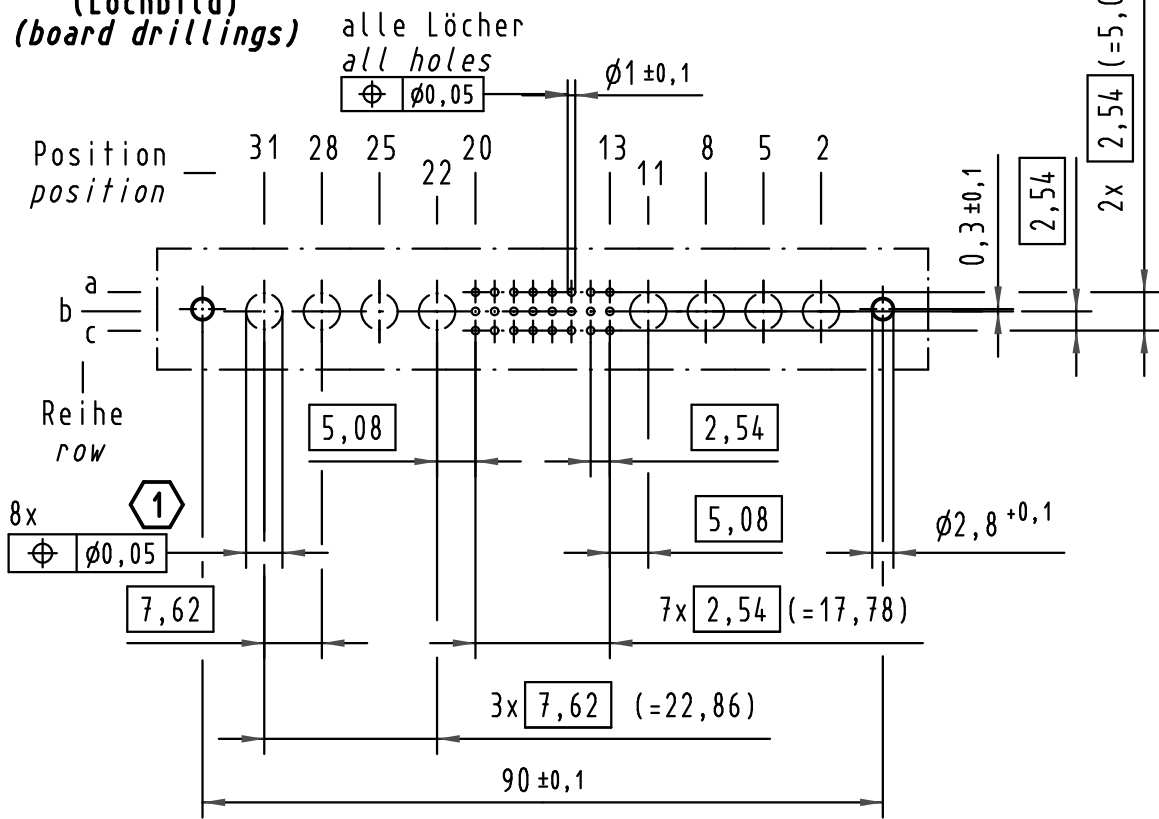 (Lochbild)
(board drillings)
alle Löcher
all holes
⌖ ø0,05
ø1 ±0,1
Position
position
31 28 25 22 20 13 11 8 5 2
0,3 ±0,1
2,54
2x 2,54 (=5,0
a
b
c
Reihe
row
5,08
2,54
8x
1
⌖ ø0,05
5,08
ø2,8 +0,1
7,62
7x 2,54 (=17,78)
3x 7,62 (=22,86)
90 ±0,1